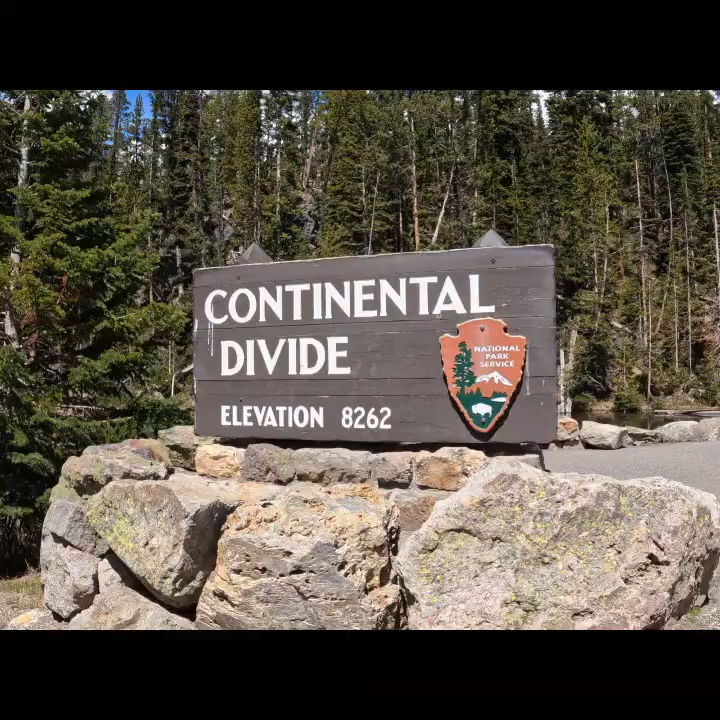 CONTINENTAL
DIVIDE
ELEVATION 8262
NATIONAL
PARK
SERVICE